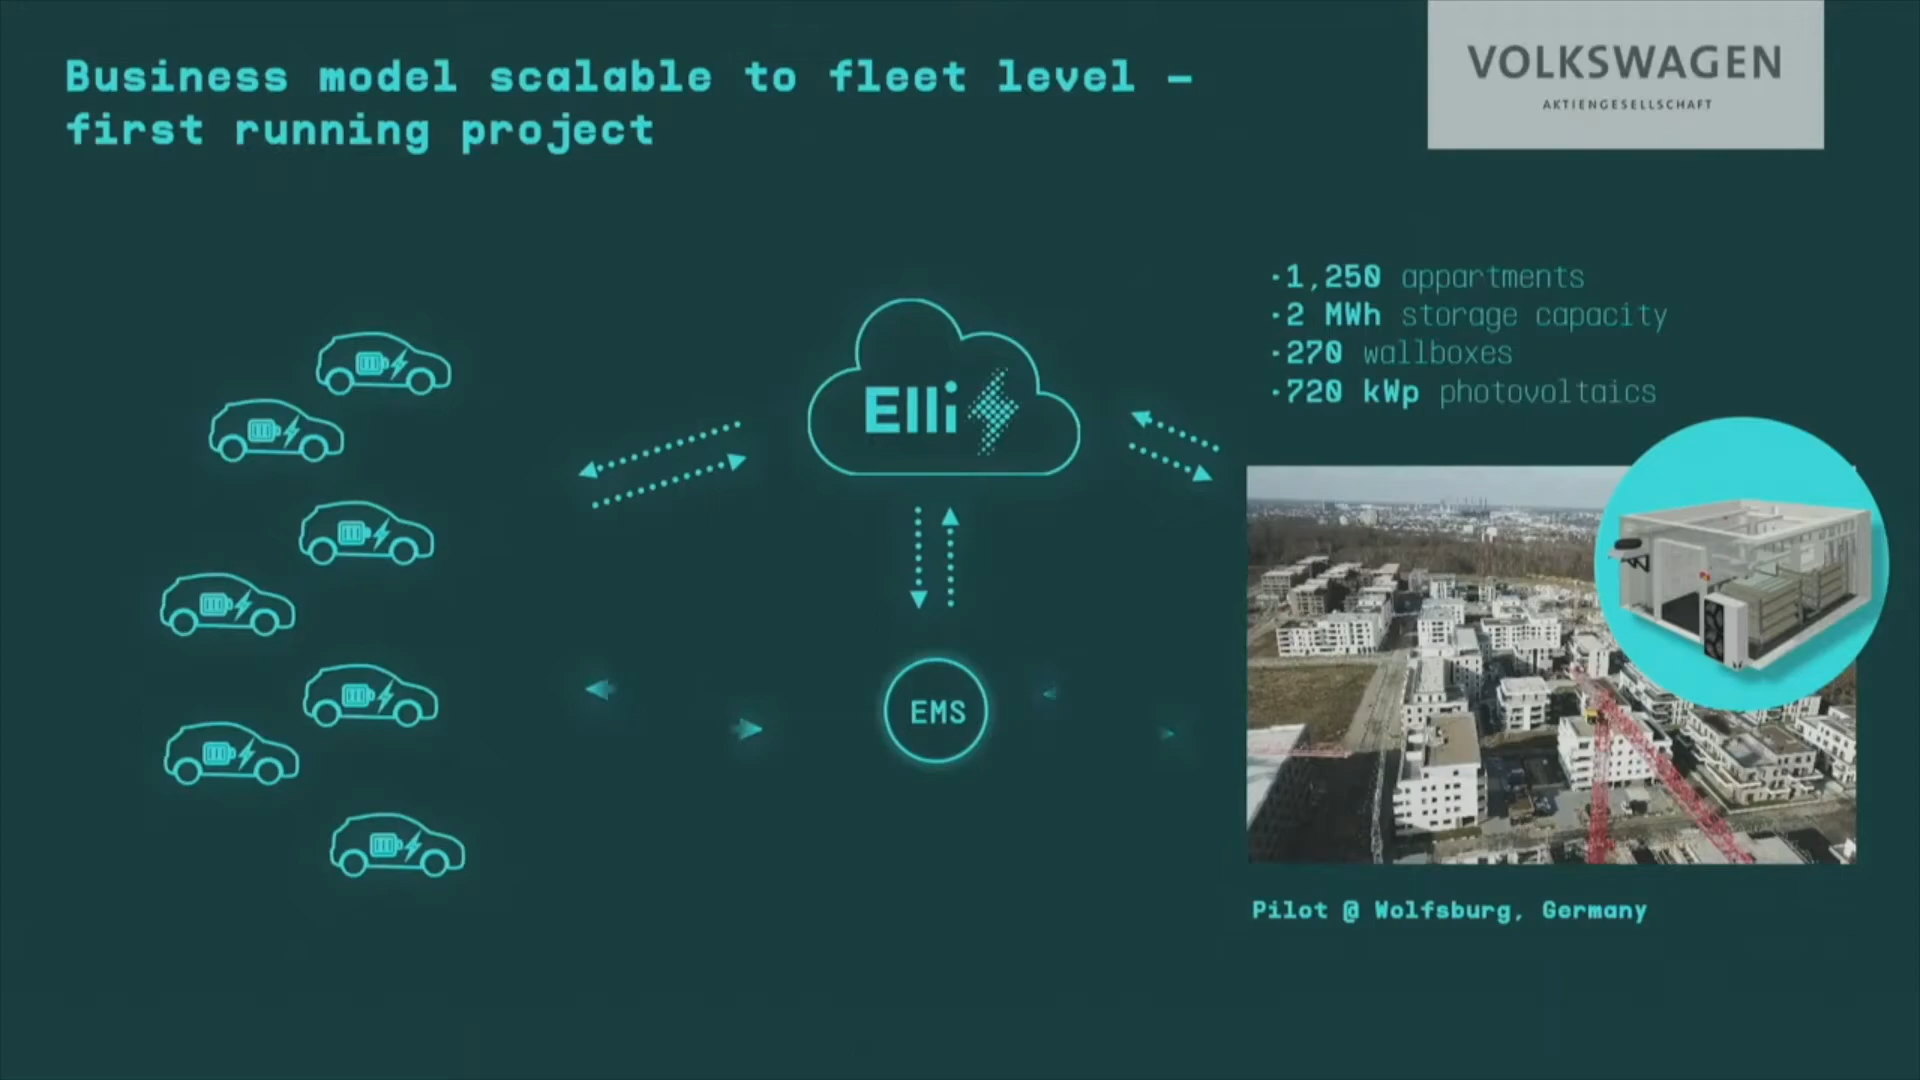 Business model scalable to fleet level –
first running project
VOLKSWAGEN
AKTIENGESELLSCHAFT
·1,250 appartments
·2 MWh storage capacity
·270 wallboxes
·720 kWp photovoltaics
Elli
EMS
Pilot @ Wolfsburg, Germany